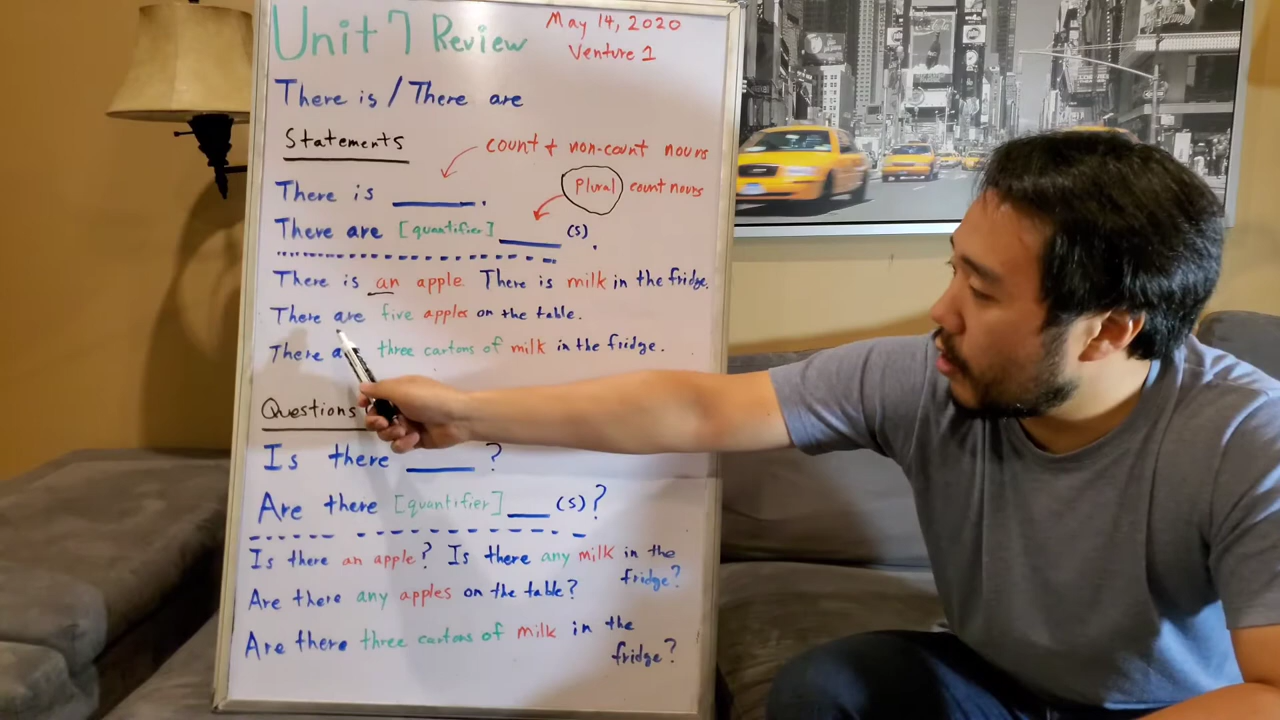 Unit 7 Review
May 14, 2020
Venture 1
There is / There are
Statements
count + non-count nouns
There is ____.
plural count nouns
There are [quantifier] ____(s).
There is an apple. There is milk in the fridge.
There are five apples on the table.
There a three cartons of milk in the fridge.
Questions
Is there ____?
Are there [quantifier] ____(s)?
Is there an apple? Is there any milk in the
fridge?
Are there any apples on the table?
Are there three cartons of milk in the
fridge?